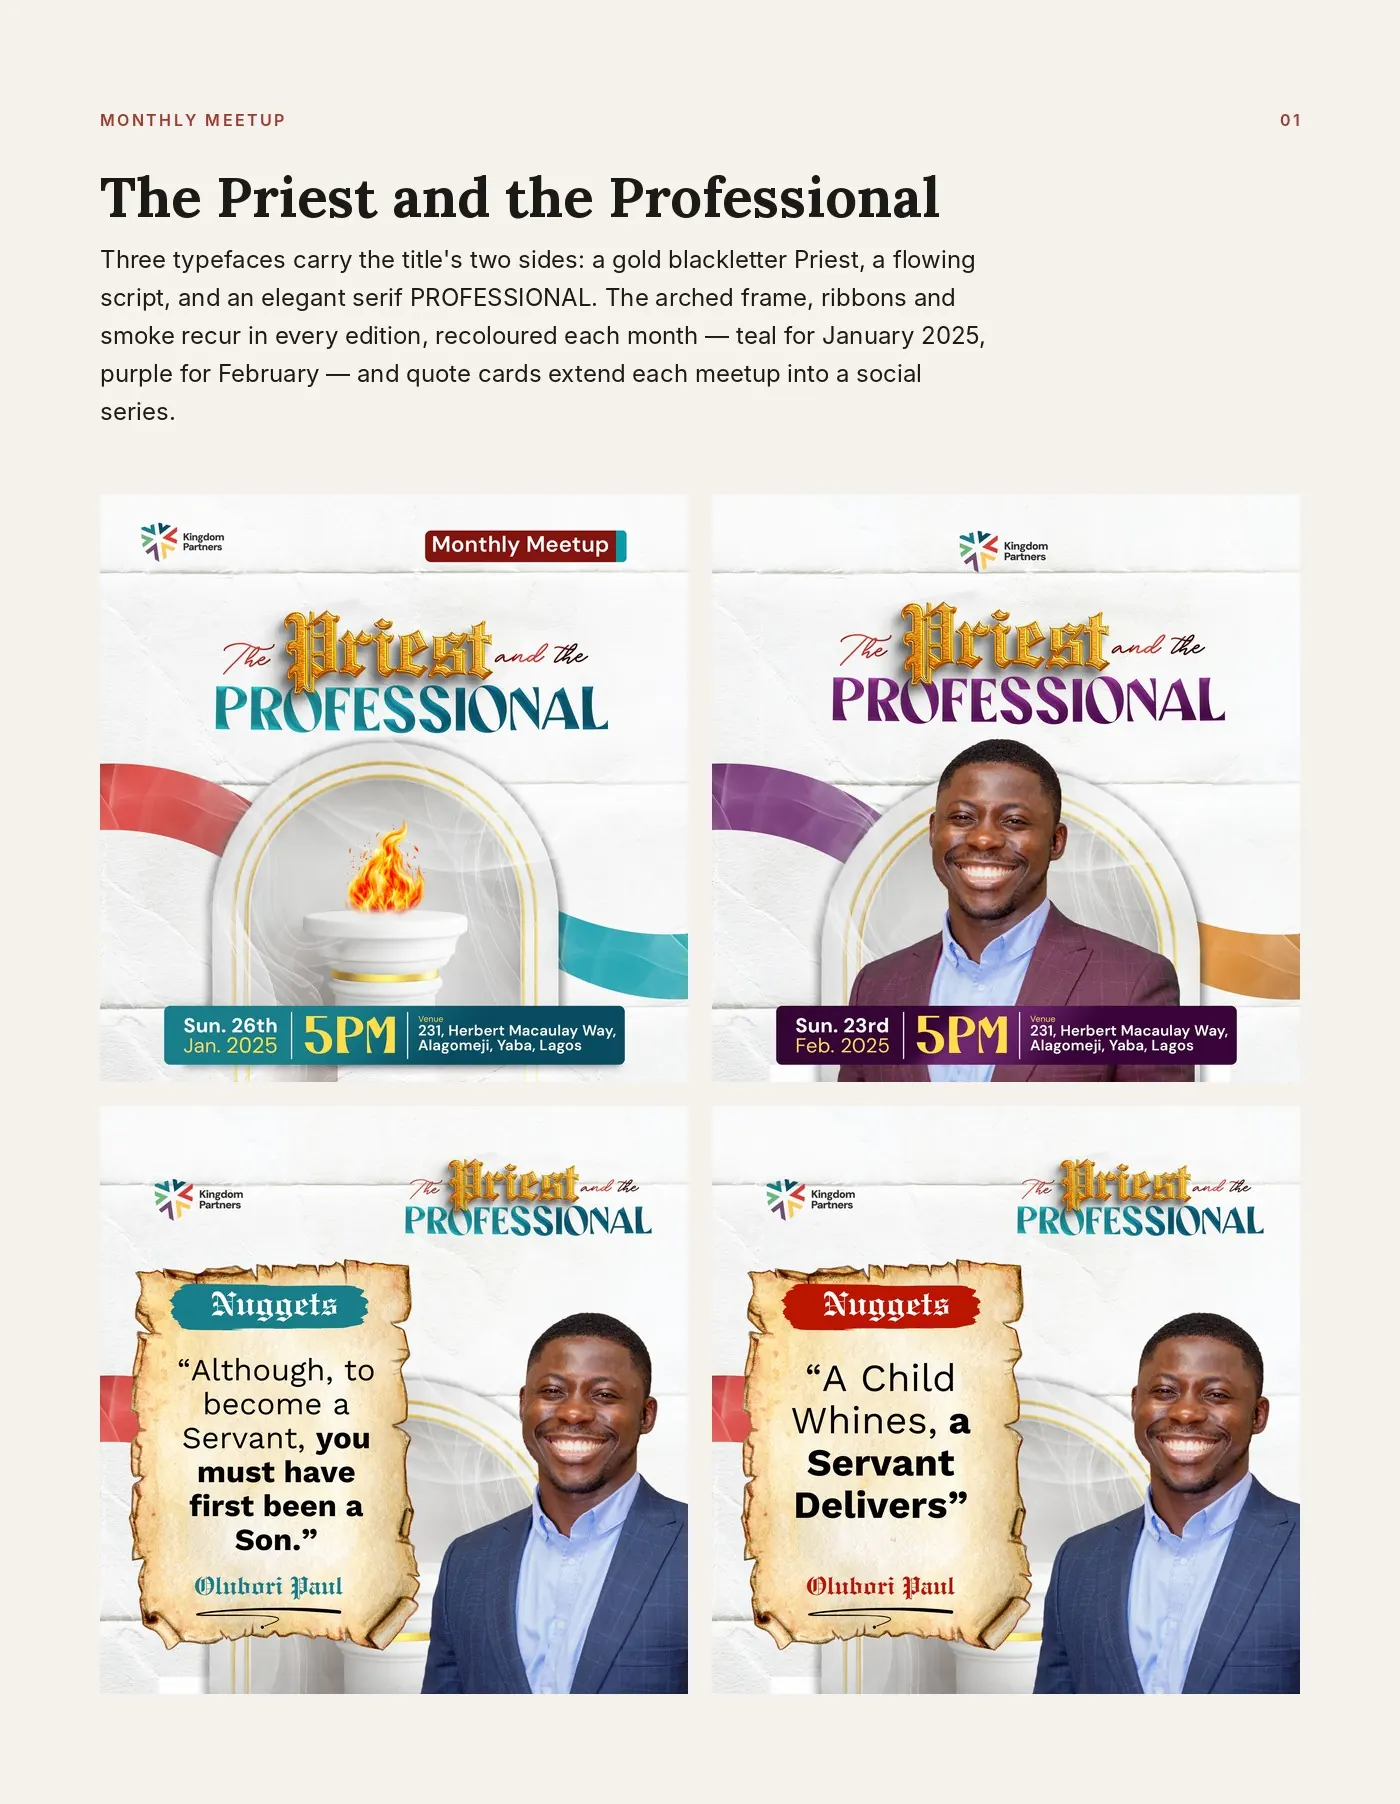 MONTHLY MEETUP
01
The Priest and the Professional
Three typefaces carry the title's two sides: a gold blackletter Priest, a flowing
script, and an elegant serif PROFESSIONAL. The arched frame, ribbons and
smoke recur in every edition, recoloured each month — teal for January 2025,
purple for February — and quote cards extend each meetup into a social
series.
Kingdom
Partners
Monthly Meetup
The Priest and the
PROFESSIONAL
Sun. 26th
Jan. 2025
5PM
Venue
231, Herbert Macaulay Way,
Alagomeji, Yaba, Lagos
Kingdom
Partners
The Priest and the
PROFESSIONAL
Sun. 23rd
Feb. 2025
5PM
Venue
231, Herbert Macaulay Way,
Alagomeji, Yaba, Lagos
Kingdom
Partners
The Priest and the
PROFESSIONAL
Nuggets
“Although, to
become a
Servant, you
must have
first been a
Son.”
Olubori Paul
Kingdom
Partners
The Priest and the
PROFESSIONAL
Nuggets
“A Child
Whines, a
Servant
Delivers”
Olubori Paul